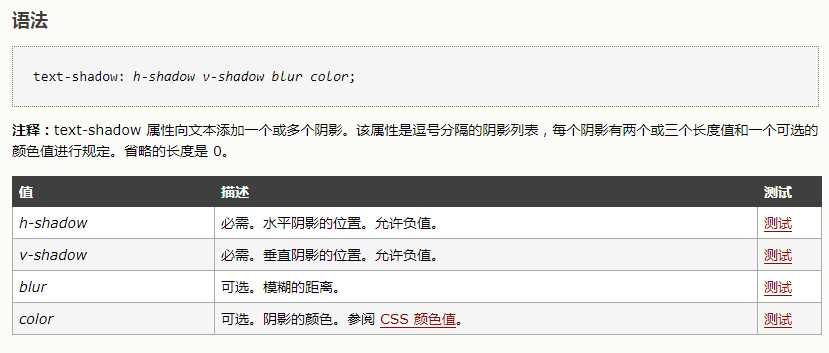 语法
text-shadow: h-shadow v-shadow blur color;
注释：text-shadow 属性向文本添加一个或多个阴影。该属性是逗号分隔的阴影列表，每个阴影有两个或三个长度值和一个可选的
颜色值进行规定。省略的长度是 0。
值 描述 测试
h-shadow 必需。水平阴影的位置。允许负值。 测试
v-shadow 必需。垂直阴影的位置。允许负值。 测试
blur 可选。模糊的距离。 测试
color 可选。阴影的颜色。参阅 CSS 颜色值。 测试